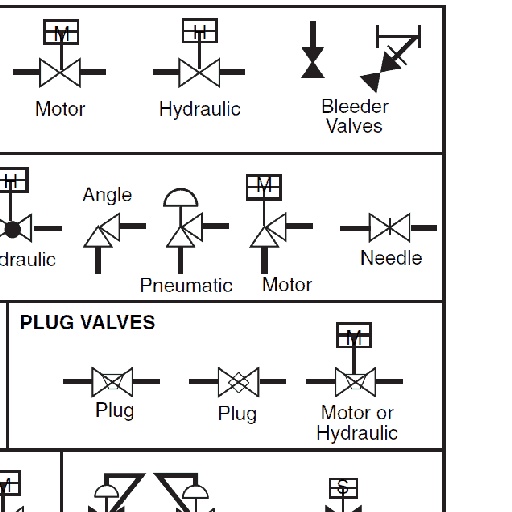 M
H
Motor
Hydraulic
Bleeder
Valves
H
M
Angle
draulic
Pneumatic
Motor
Needle
PLUG VALVES
M
Plug
Plug
Motor or
Hydraulic
M
S